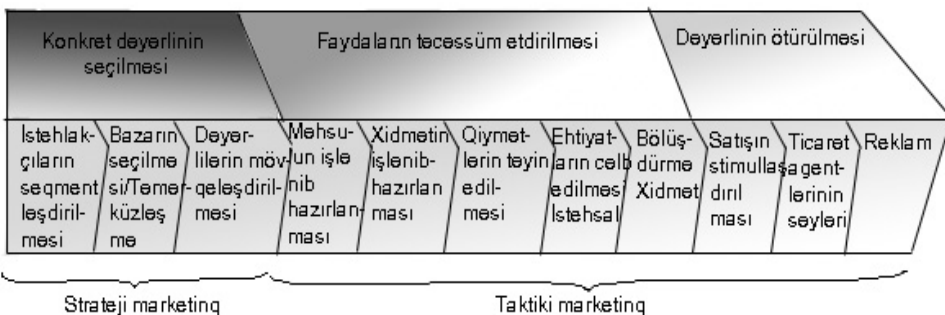 Konkret dəyərlinin
seçilməsi
Faydaların təcəssüm etdirilməsi
Dəyərlinin ötürülməsi
İstehlak-
çıların
seqment
ləşdiril-
məsi
Bazarın
seçilmə
si/Təmər-
küzləş
mə
Dəyər-
lilərin möv-
qeləşdiril-
məsi
Məhsu-
lun işlə
nib
hazırlan-
ması
Xidmətin
işlənib-
hazırlan
ması
Qiymət-
lərin təyin
edil-
məsi
Ehtiyat-
ların cəlb
edilməsi
İstehsal
Bölüş-
dürmə
Xidmət
Satışın
stimullaş
dırıl
ması
Ticarət
agent-
lərinin
səyləri
Reklam
Strateji marketinq
Taktiki marketinq